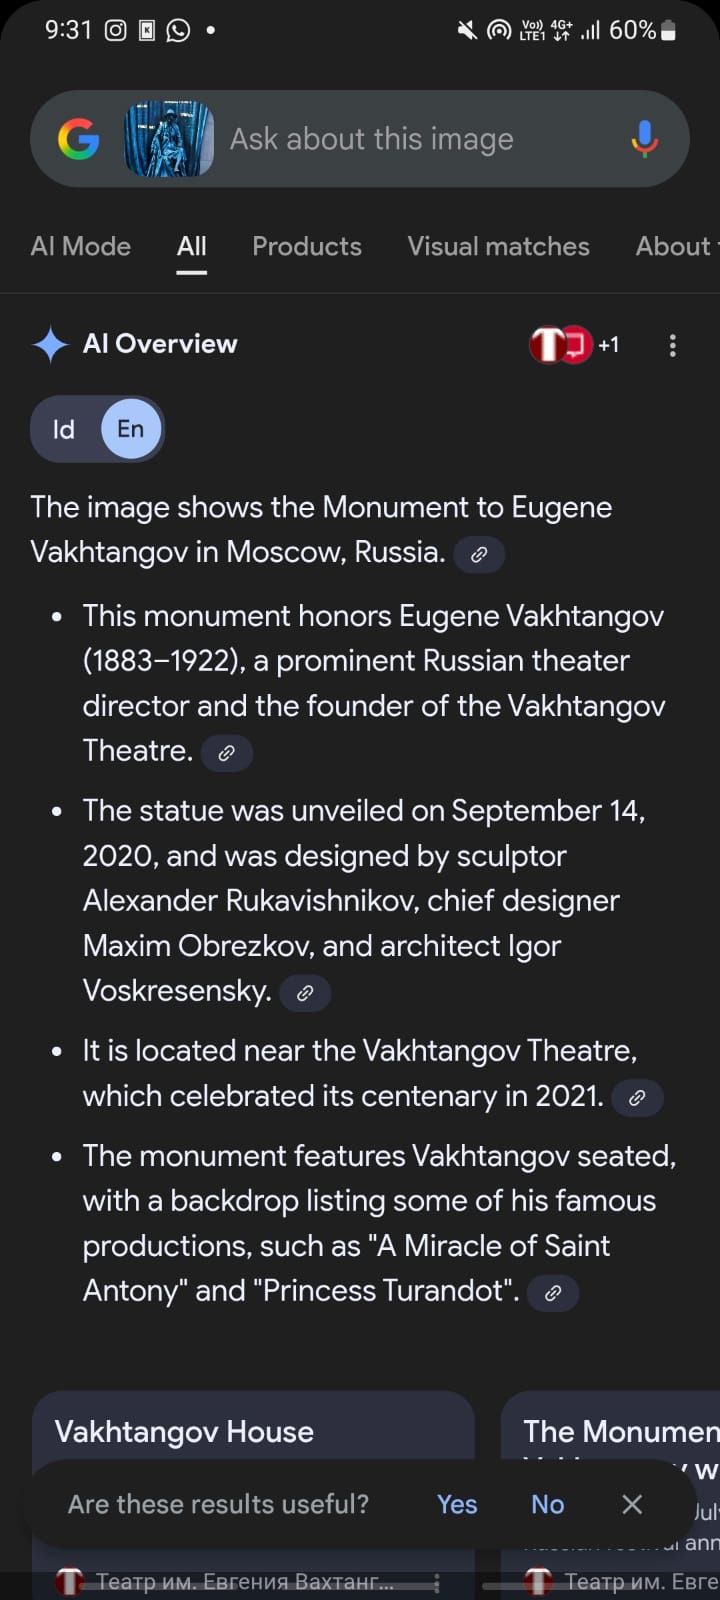 9:31
Vo)) LTE1 4G+ 60%
Ask about this image
AI Mode All Products Visual matches About
AI Overview
+1
Id En
The image shows the Monument to Eugene
Vakhtangov in Moscow, Russia.
• This monument honors Eugene Vakhtangov
(1883–1922), a prominent Russian theater
director and the founder of the Vakhtangov
Theatre.
• The statue was unveiled on September 14,
2020, and was designed by sculptor
Alexander Rukavishnikov, chief designer
Maxim Obrezkov, and architect Igor
Voskresensky.
• It is located near the Vakhtangov Theatre,
which celebrated its centenary in 2021.
• The monument features Vakhtangov seated,
with a backdrop listing some of his famous
productions, such as "A Miracle of Saint
Antony" and "Princess Turandot".
Vakhtangov House
The Monumen
Are these results useful? Yes No
Театр им. Евгения Вахтанг...
Театр им. Евге